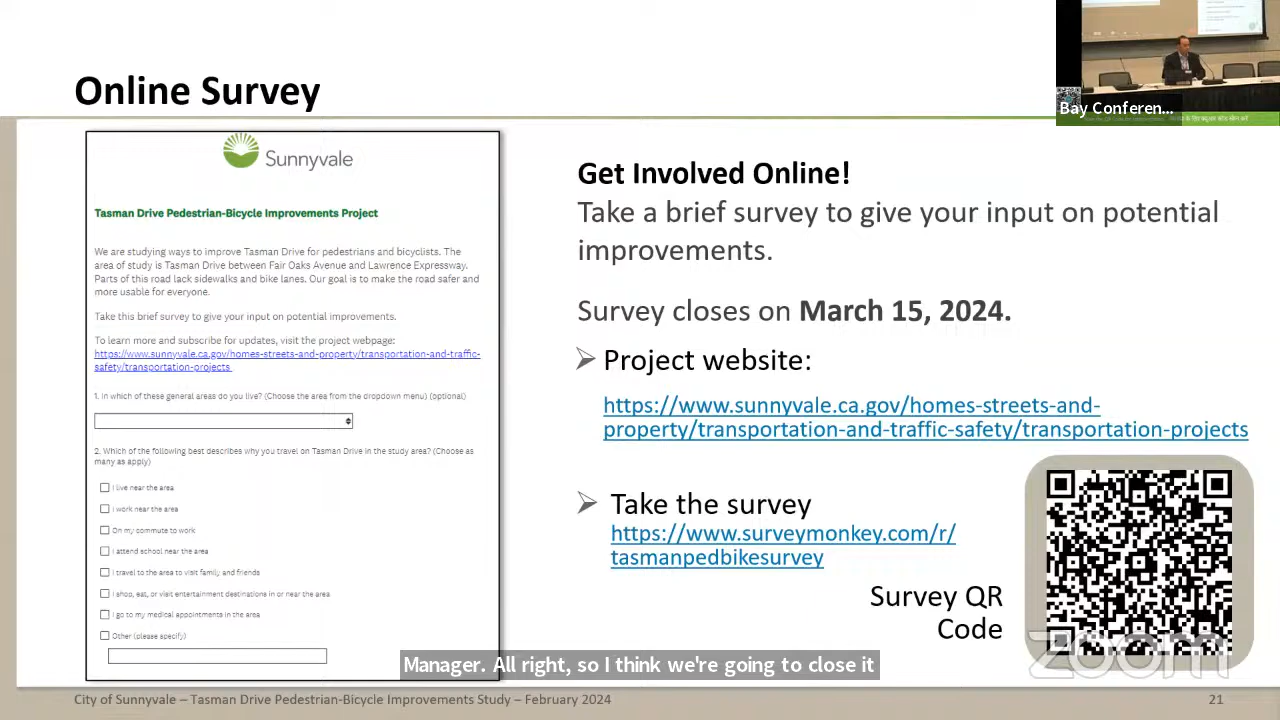 Online Survey
Bay Conferen...
Sunnyvale
Tasman Drive Pedestrian-Bicycle Improvements Project
We are studying ways to improve Tasman Drive for pedestrians and bicyclists. The
area of study is Tasman Drive between Fair Oaks Avenue and Lawrence Expressway.
Parts of this road lack sidewalks and bike lanes. Our goal is to make the road safer and
more usable for everyone.
Take this brief survey to give your input on potential improvements.
To learn more and subscribe for updates, visit the project webpage:
https://www.sunnyvale.ca.gov/homes-streets-and-property/transportation-and-traffic-
safety/transportation-projects
1. In which of these general areas do you live? (Choose the area from the dropdown menu) (optional)
2. Which of the following best describes why you travel on Tasman Drive in the study area? (Choose as
many as apply)
I live near the area
I work near the area
On my commute to work
I attend school near the area
I travel to the area to visit family and friends
I shop, eat, or visit entertainment destinations in or near the area
I go to my medical appointments in the area
Other (please specify)
Get Involved Online!
Take a brief survey to give your input on potential
improvements.
Survey closes on March 15, 2024.
Project website:
https://www.sunnyvale.ca.gov/homes-streets-and-
property/transportation-and-traffic-safety/transportation-projects
Take the survey
https://www.surveymonkey.com/r/
tasmanpedbikesurvey
Survey QR
Code
zoom
Manager. All right, so I think we're going to close it
City of Sunnyvale – Tasman Drive Pedestrian-Bicycle Improvements Study – February 2024
21